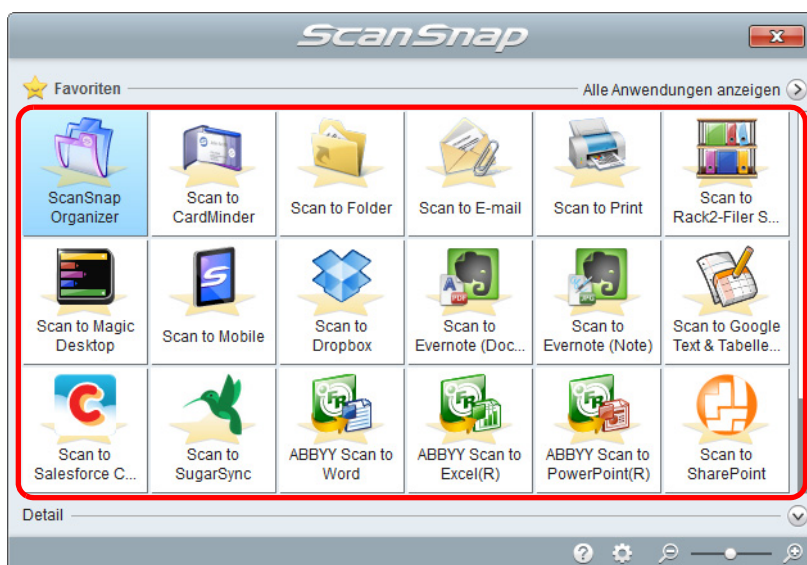 ScanSnap
Favoriten
Alle Anwendungen anzeigen
ScanSnap
Organizer
Scan to
CardMinder
Scan to Folder
Scan to E-mail
Scan to Print
Scan to
Rack2-Filer S...
Scan to Magic
Desktop
Scan to Mobile
Scan to
Dropbox
Scan to
Evernote (Doc...
Scan to
Evernote (Note)
Scan to Google
Text & Tabelle...
Scan to
Salesforce C...
Scan to
SugarSync
ABBYY Scan to
Word
ABBYY Scan to
Excel(R)
ABBYY Scan to
PowerPoint(R)
Scan to
SharePoint
Detail